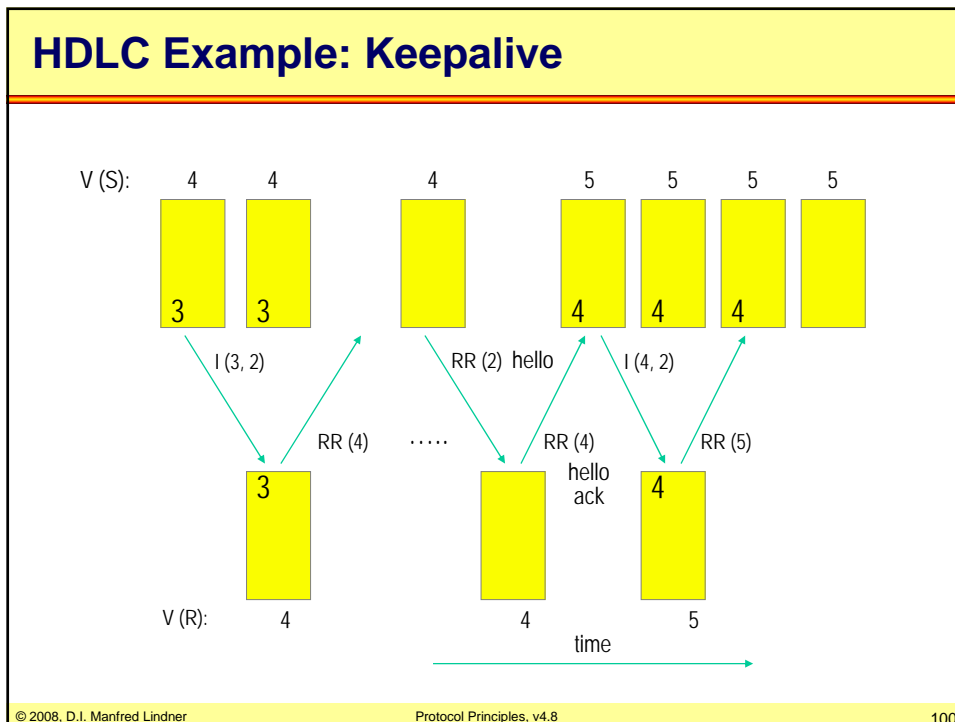 HDLC Example: Keepalive
V (S): 4 4 4 5 5 5 5
3 3 4 4 4
I (3, 2) RR (2) hello I (4, 2)
RR (4) ..... RR (4) RR (5)
hello
ack
3 4
V (R): 4 4 5
time
© 2008, D.I. Manfred Lindner Protocol Principles, v4.8 100